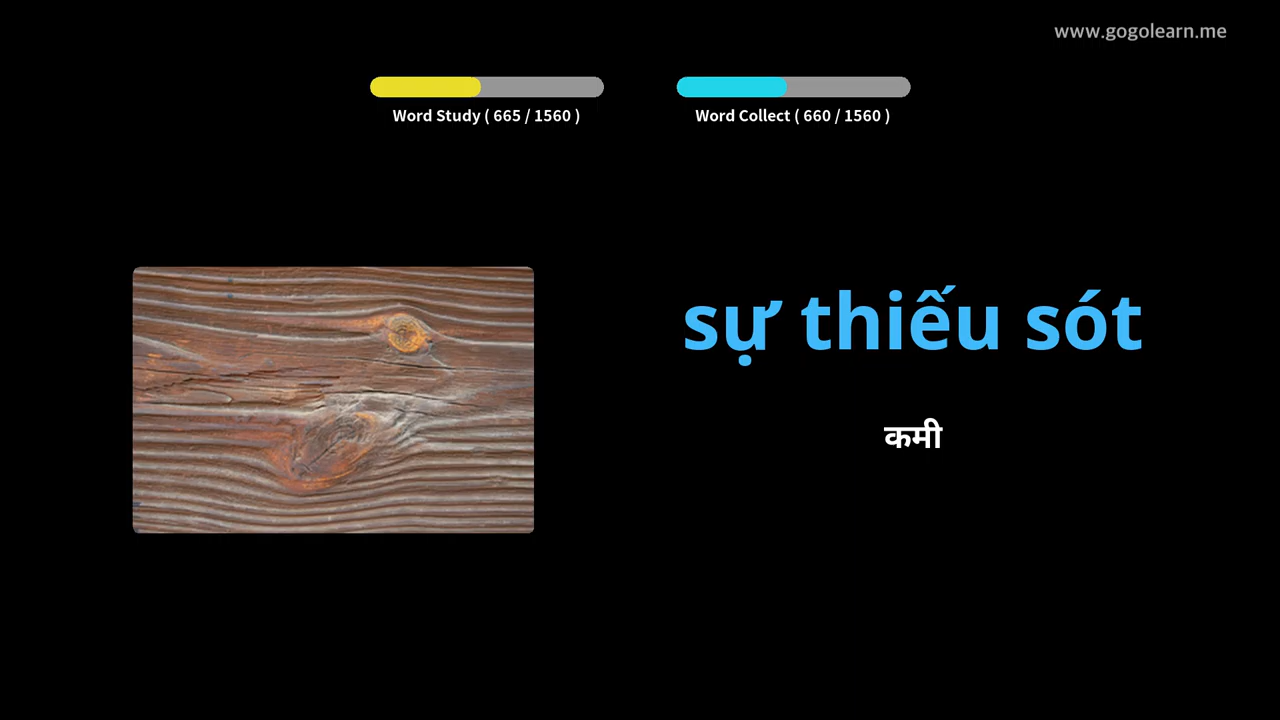 www.gogolearn.me
Word Study ( 665 / 1560 )
Word Collect ( 660 / 1560 )
sự thiếu sót
कमी